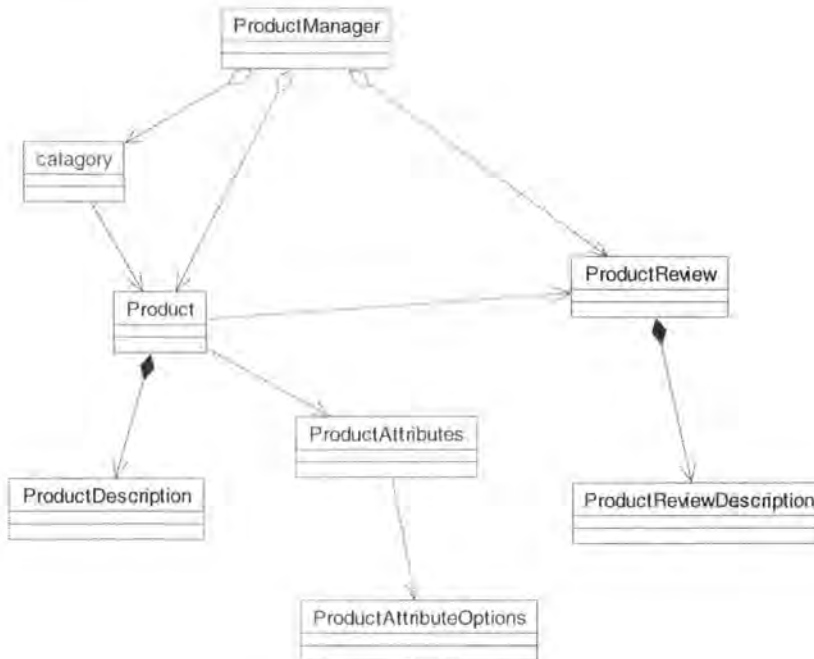 ProductManager
catagory
ProductReview
Product
ProductAttributes
ProductDescription
ProductReviewDescription
ProductAttributeOptions